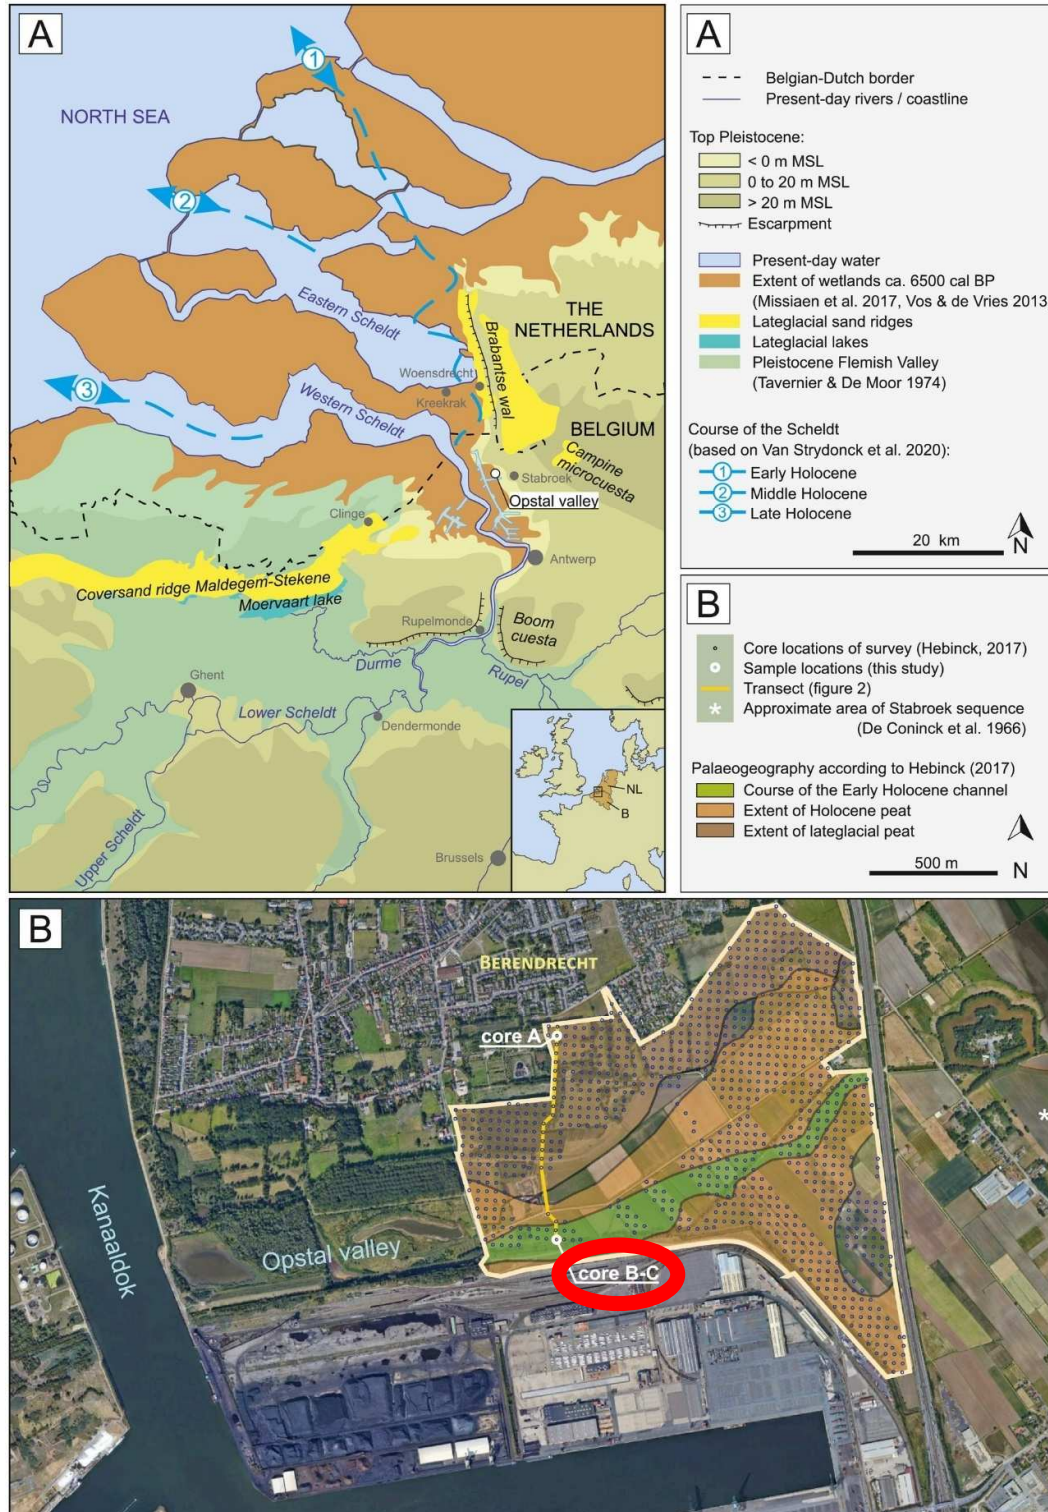 A
NORTH SEA
1
2
3
Eastern Scheldt
Western Scheldt
THE
NETHERLANDS
Brabantse wal
Woensdrecht
Kreekrak
BELGIUM
Campine
microcuesta
Stabroek
Opstal valley
Clinge
Antwerp
Coversand ridge Maldegem-Stekene
Moervaart lake
Rupelmonde
Boom
cuesta
Durme
Rupel
Ghent
Lower Scheldt
Dendermonde
Upper Scheldt
Brussels
NL
B
A
Belgian-Dutch border
Present-day rivers / coastline
Top Pleistocene:
< 0 m MSL
0 to 20 m MSL
> 20 m MSL
Escarpment
Present-day water
Extent of wetlands ca. 6500 cal BP
(Missiaen et al. 2017, Vos & de Vries 2013)
Lateglacial sand ridges
Lateglacial lakes
Pleistocene Flemish Valley
(Tavernier & De Moor 1974)
Course of the Scheldt
(based on Van Strydonck et al. 2020):
1 Early Holocene
2 Middle Holocene
3 Late Holocene
20 km
N
B
Core locations of survey (Hebinck, 2017)
Sample locations (this study)
Transect (figure 2)
* Approximate area of Stabroek sequence
(De Coninck et al. 1966)
Palaeogeography according to Hebinck (2017)
Course of the Early Holocene channel
Extent of Holocene peat
Extent of lateglacial peat
500 m
N
B
BERENDRECHT
core A
*
Kanaaldok
Opstal valley
core B-C